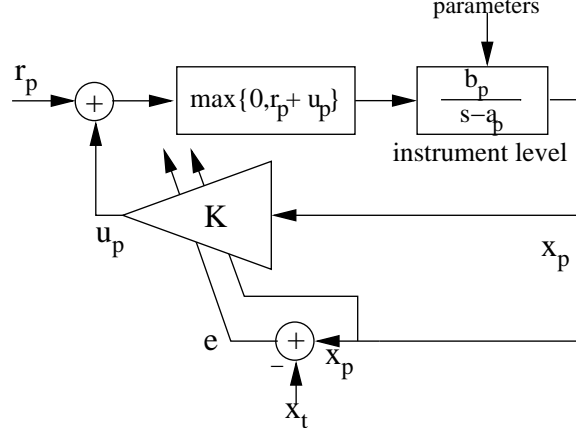 parameters
r_p
+
max{0,r_p+ u_p}
b_p
s−a_p
instrument level
K
u_p
x_p
e
+
−
x_p
x_t